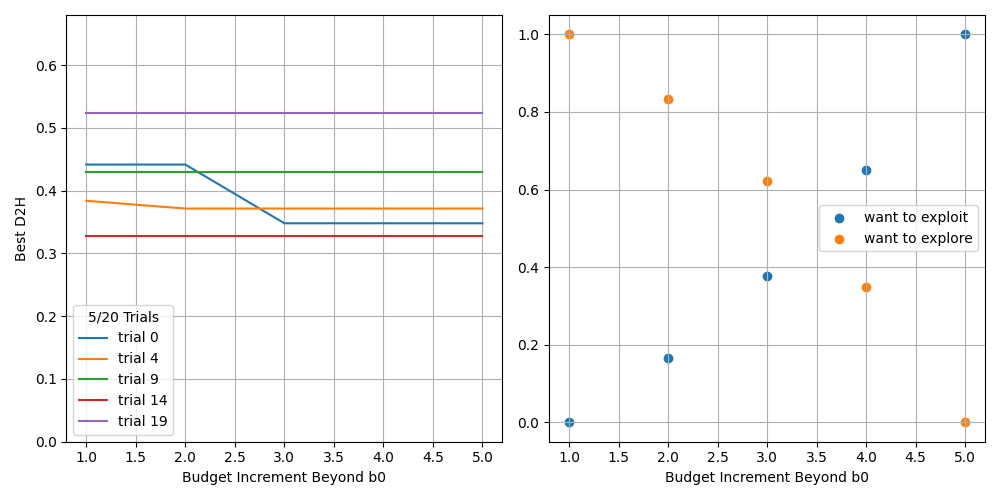 Best D2H
0.6
0.5
0.4
0.3
0.2
0.1
0.0
5/20 Trials
trial 0
trial 4
trial 9
trial 14
trial 19
1.0 1.5 2.0 2.5 3.0 3.5 4.0 4.5 5.0
Budget Increment Beyond b0
1.0
0.8
0.6
0.4
0.2
0.0
want to exploit
want to explore
1.0 1.5 2.0 2.5 3.0 3.5 4.0 4.5 5.0
Budget Increment Beyond b0